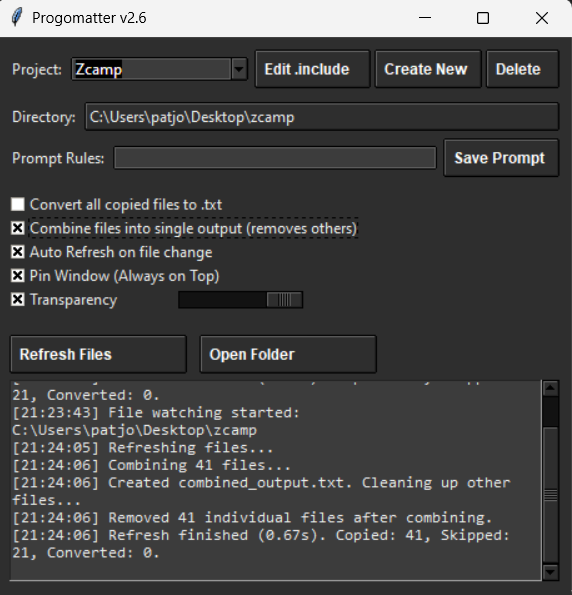 Progomatter v2.6
Project: Zcamp Edit .include Create New Delete
Directory: C:\Users\patjo\Desktop\zcamp
Prompt Rules: Save Prompt
Convert all copied files to .txt
Combine files into single output (removes others)
Auto Refresh on file change
Pin Window (Always on Top)
Transparency
Refresh Files Open Folder
21, Converted: 0.
[21:23:43] File watching started:
C:\Users\patjo\Desktop\zcamp
[21:24:05] Refreshing files...
[21:24:06] Combining 41 files...
[21:24:06] Created combined_output.txt. Cleaning up other
files...
[21:24:06] Removed 41 individual files after combining.
[21:24:06] Refresh finished (0.67s). Copied: 41, Skipped:
21, Converted: 0.